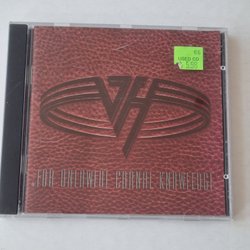 USED CD
VH
FOR UNLAWFUL CARNAL KNOWLEDGE